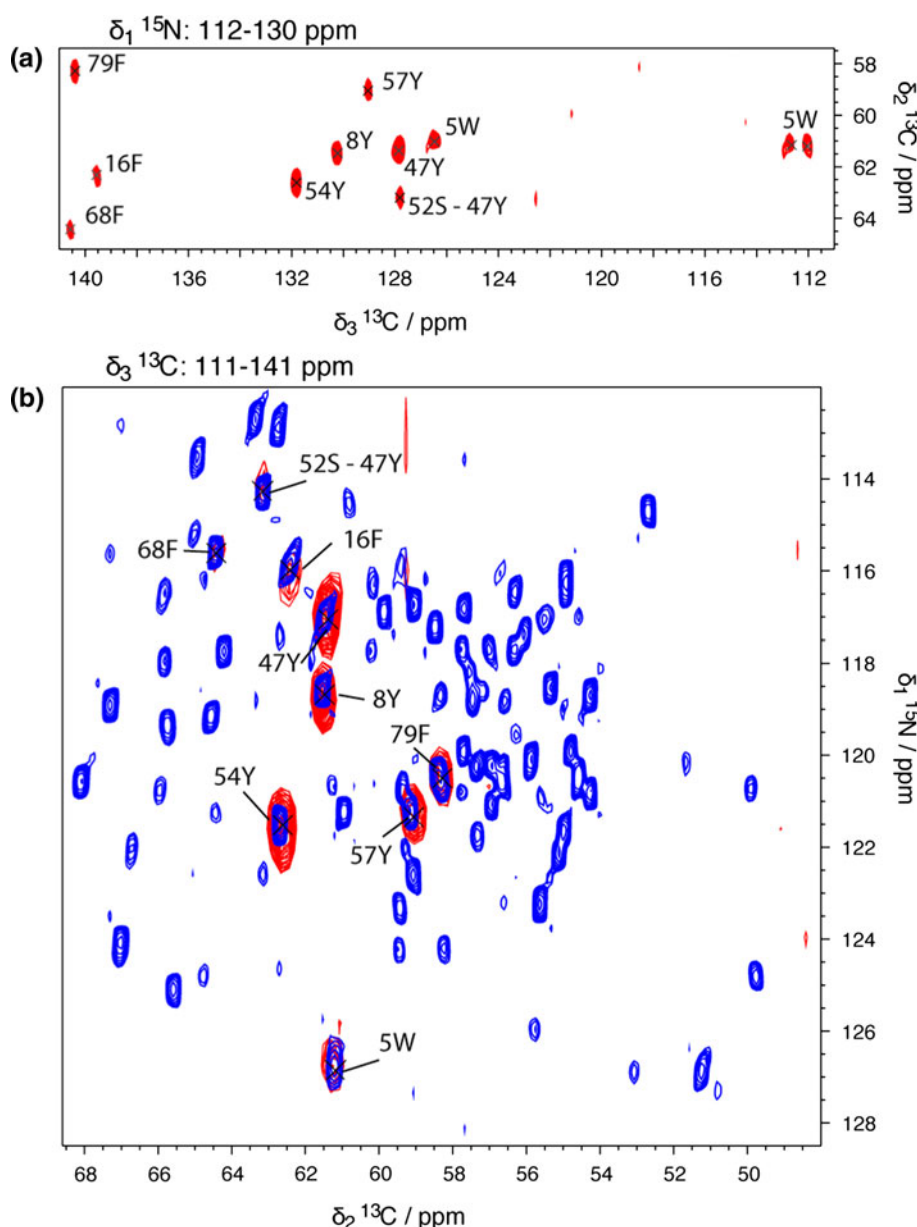 (a)
δ1 15N: 112-130 ppm
79F
57Y
5W
5W
8Y
47Y
16F
54Y
52S - 47Y
68F
58
60
62
64
δ2 13C / ppm
140 136 132 128 124 120 116 112
δ3 13C / ppm
δ3 13C: 111-141 ppm
(b)
52S - 47Y
68F
16F
47Y
8Y
79F
54Y
57Y
5W
114
116
118
120
122
124
126
128
δ1 15N / ppm
68 66 64 62 60 58 56 54 52 50
δ2 13C / ppm